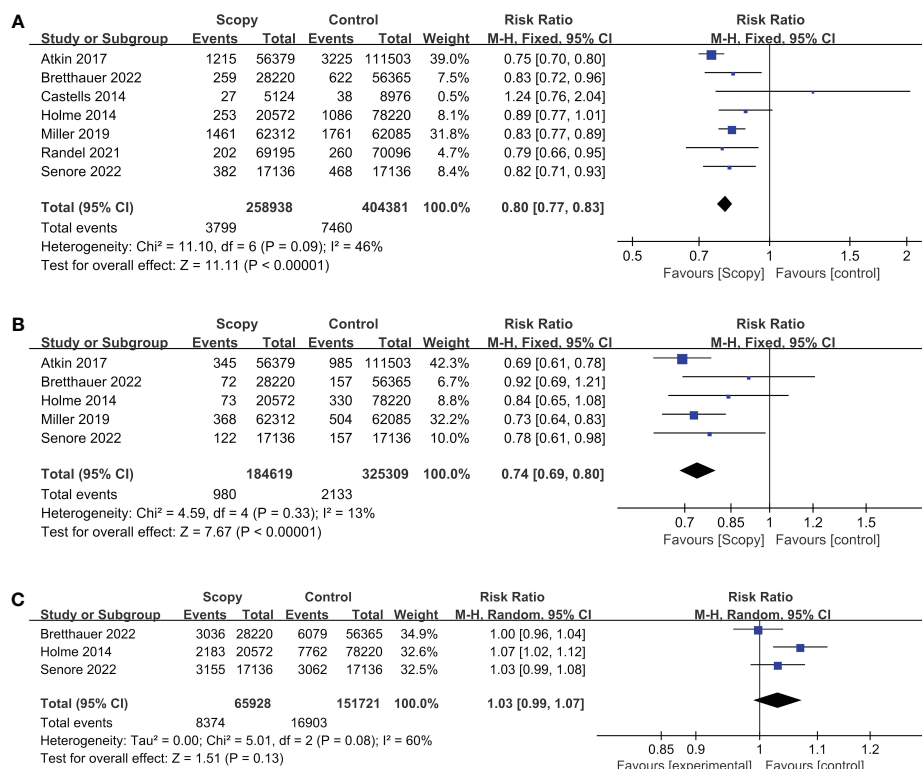 A
Scopy Control Risk Ratio Risk Ratio
Study or Subgroup Events Total Events Total Weight M-H, Fixed, 95% CI M-H, Fixed, 95% CI
Atkin 2017 1215 56379 3225 111503 39.0% 0.75 [0.70, 0.80]
Bretthauer 2022 259 28220 622 56365 7.5% 0.83 [0.72, 0.96]
Castells 2014 27 5124 38 8976 0.5% 1.24 [0.76, 2.04]
Holme 2014 253 20572 1086 78220 8.1% 0.89 [0.77, 1.01]
Miller 2019 1461 62312 1761 62085 31.8% 0.83 [0.77, 0.89]
Randel 2021 202 69195 260 70096 4.7% 0.79 [0.66, 0.95]
Senore 2022 382 17136 468 17136 8.4% 0.82 [0.71, 0.93]
Total (95% CI) 258938 404381 100.0% 0.80 [0.77, 0.83]
Total events 3799 7460
Heterogeneity: Chi² = 11.10, df = 6 (P = 0.09); I² = 46%
Test for overall effect: Z = 11.11 (P < 0.00001)
0.5 0.7 1 1.5 2
Favours [Scopy] Favours [control]
B
Scopy Control Risk Ratio Risk Ratio
Study or Subgroup Events Total Events Total Weight M-H, Fixed, 95% CI M-H, Fixed, 95% CI
Atkin 2017 345 56379 985 111503 42.3% 0.69 [0.61, 0.78]
Bretthauer 2022 72 28220 157 56365 6.7% 0.92 [0.69, 1.21]
Holme 2014 73 20572 330 78220 8.8% 0.84 [0.65, 1.08]
Miller 2019 368 62312 504 62085 32.2% 0.73 [0.64, 0.83]
Senore 2022 122 17136 157 17136 10.0% 0.78 [0.61, 0.98]
Total (95% CI) 184619 325309 100.0% 0.74 [0.69, 0.80]
Total events 980 2133
Heterogeneity: Chi² = 4.59, df = 4 (P = 0.33); I² = 13%
Test for overall effect: Z = 7.67 (P < 0.00001)
0.7 0.85 1 1.2 1.5
Favours [Scopy] Favours [control]
C
Scopy Control Risk Ratio Risk Ratio
Study or Subgroup Events Total Events Total Weight M-H, Random, 95% CI M-H, Random, 95% CI
Bretthauer 2022 3036 28220 6079 56365 34.9% 1.00 [0.96, 1.04]
Holme 2014 2183 20572 7762 78220 32.6% 1.07 [1.02, 1.12]
Senore 2022 3155 17136 3062 17136 32.5% 1.03 [0.99, 1.08]
Total (95% CI) 65928 151721 100.0% 1.03 [0.99, 1.07]
Total events 8374 16903
Heterogeneity: Tau² = 0.00; Chi² = 5.01, df = 2 (P = 0.08); I² = 60%
Test for overall effect: Z = 1.51 (P = 0.13)
0.85 0.9 1 1.1 1.2
Favours [experimental] Favours [control]